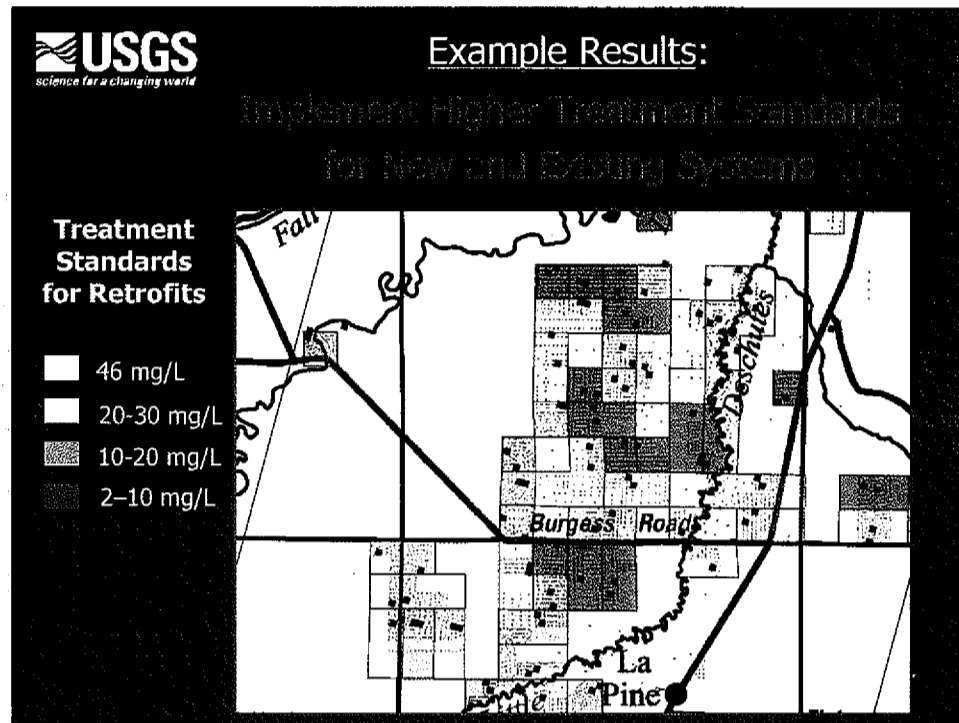 USGS
science for a changing world
Example Results:
Implement Higher Treatment Standards
for New and Existing Systems
Treatment
Standards
for Retrofits
46 mg/L
20-30 mg/L
10-20 mg/L
2–10 mg/L
Fall
Deschutes
Burgess Road
La
Pine
Little